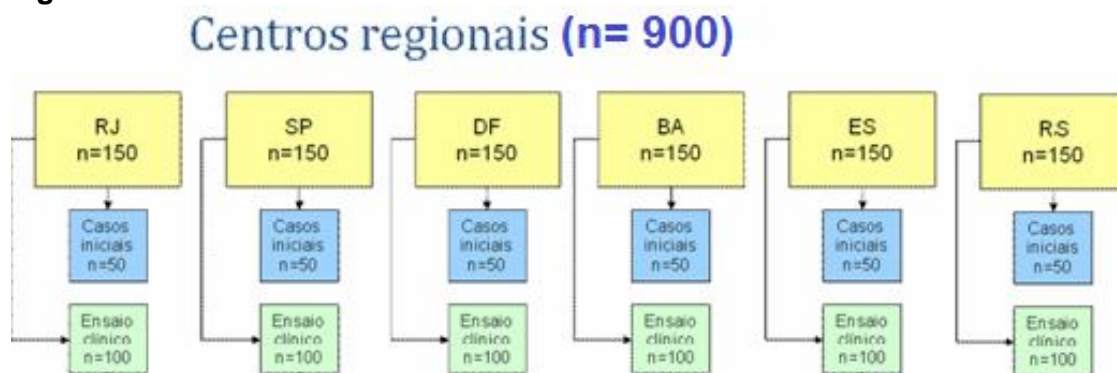 Centros regionais (n= 900)
RJ
n=150
SP
n=150
DF
n=150
BA
n=150
ES
n=150
RS
n=150
Casos
iniciais
n=50
Casos
iniciais
n=50
Casos
iniciais
n=50
Casos
iniciais
n=50
Casos
iniciais
n=50
Casos
iniciais
n=50
Ensaio
clínico
n=100
Ensaio
clínico
n=100
Ensaio
clínico
n=100
Ensaio
clínico
n=100
Ensaio
clínico
n=100
Ensaio
clínico
n=100